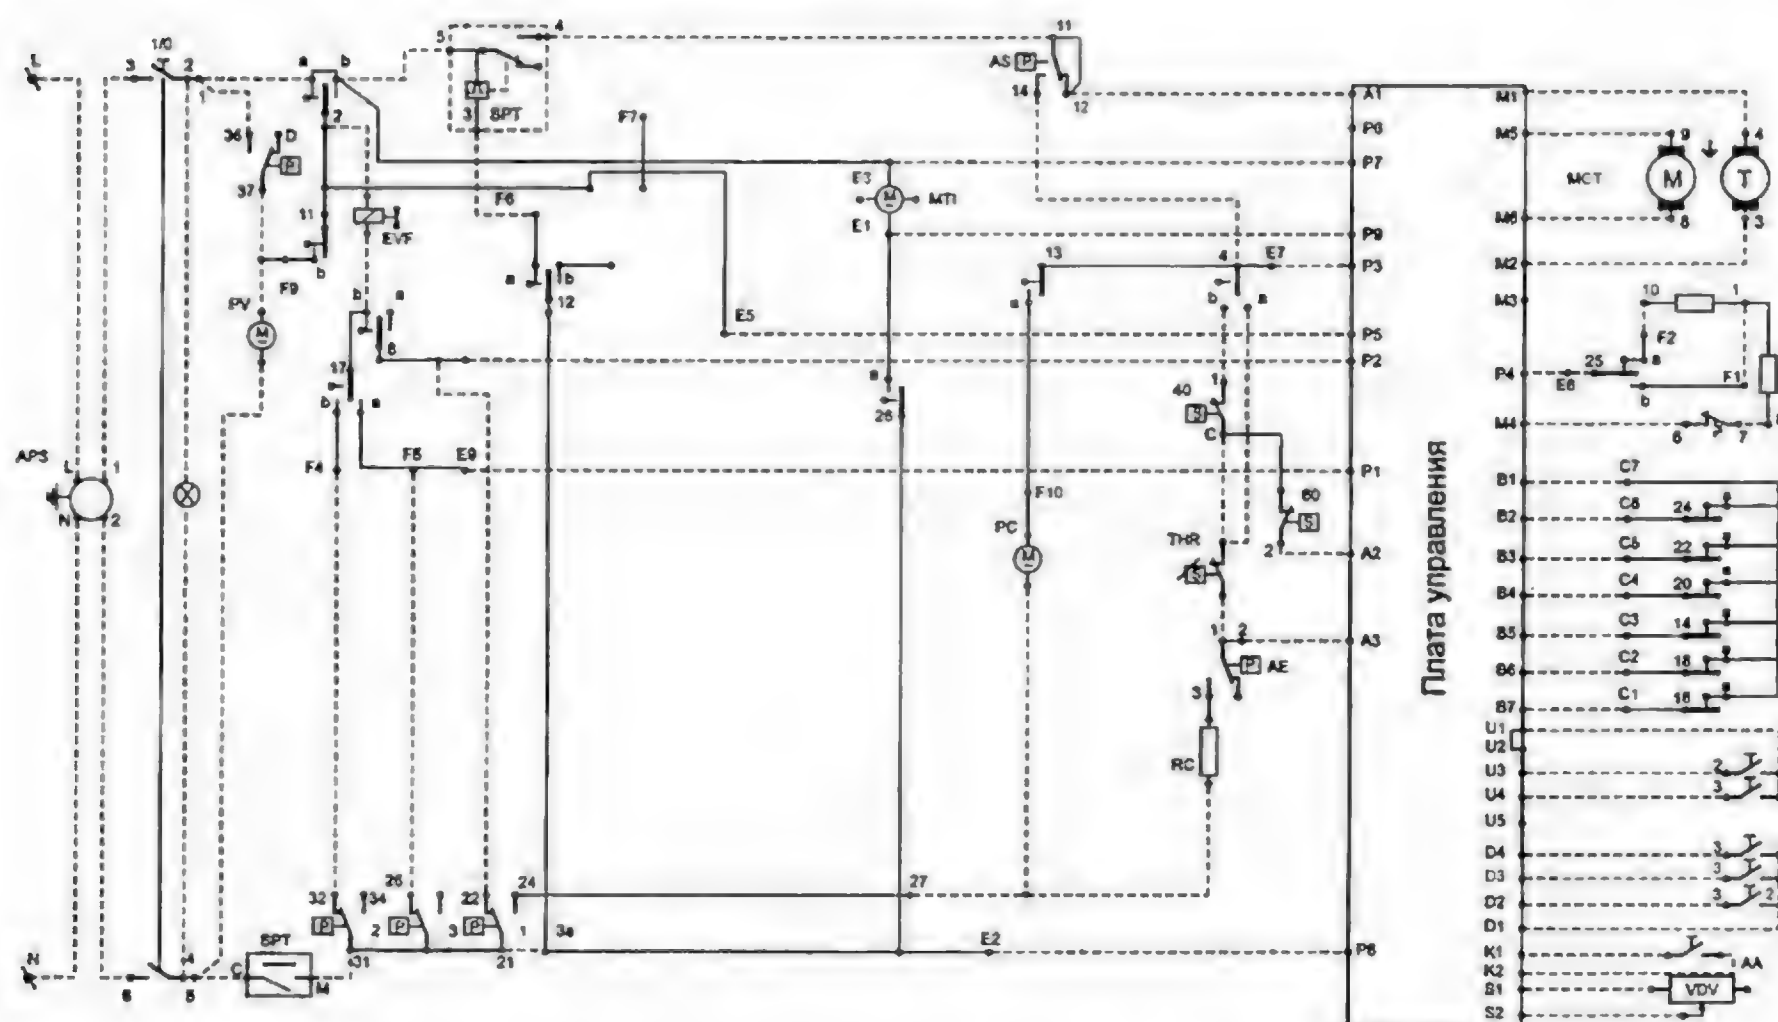 L
3
1/0
2
1
a
b
5
4
3
SPT
2
36
D
P
37
11
EVF
b
F9
PV
M
F6
F7
a
b
12
b
a
8
17
b
a
F4
F5
E9
E5
E3
M
MTI
E1
a
28
11
AS
P
14
12
13
a
4
E7
b
a
1
40
S
C
60
S
2
F10
PC
M
THR
1
2
P
AE
3
RC
APS
L
1
N
2
32
P
34
2
26
P
3
22
P
24
1
3a
27
31
21
E2
N
6
4
5
SPT
C
M
A1
P6
P7
P9
P3
P5
P2
P1
A2
A3
P8
Плата управления
M1
M5
M6
M2
M3
P4
M4
B1
B2
B3
B4
B5
B6
B7
U1
U2
U3
U4
U5
D4
D3
D2
D1
K1
K2
S1
S2
9
4
MCT
M
T
8
3
10
1
F2
25
a
F1
E6
b
6
7
C7
C6
24
C5
22
C4
20
C3
14
C2
18
C1
16
2
3
3
3
3
2
AA
VDV